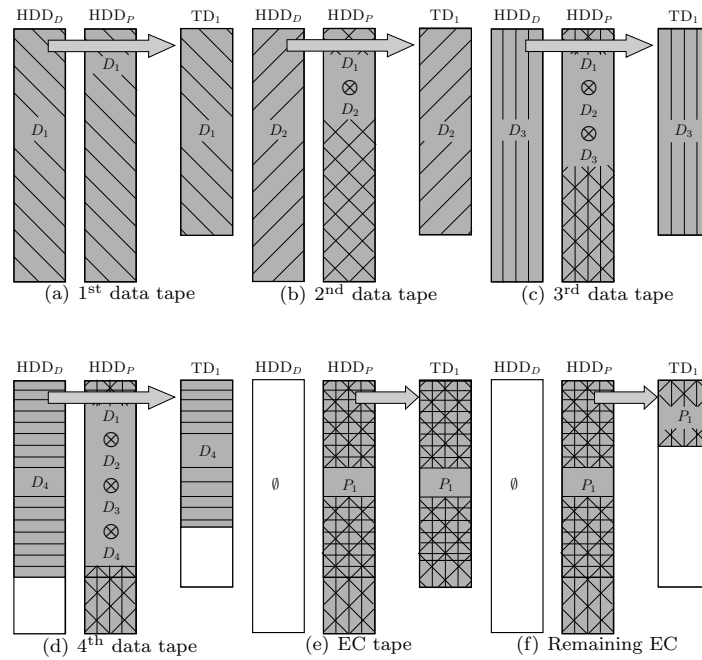 HDD_D HDD_P TD_1 HDD_D HDD_P TD_1 HDD_D HDD_P TD_1
D_1 D_1 D_1
⊗ ⊗
D_1 D_1 D_2 D_2 D_2 D_3 D_2 D_3
⊗
D_3
(a) 1st data tape (b) 2nd data tape (c) 3rd data tape
HDD_D HDD_P TD_1 HDD_D HDD_P TD_1 HDD_D HDD_P TD_1
D_1 P_1
⊗
D_4 D_2 D_4 ∅ P_1 P_1 ∅ P_1
⊗
D_3
⊗
D_4
(d) 4th data tape (e) EC tape (f) Remaining EC